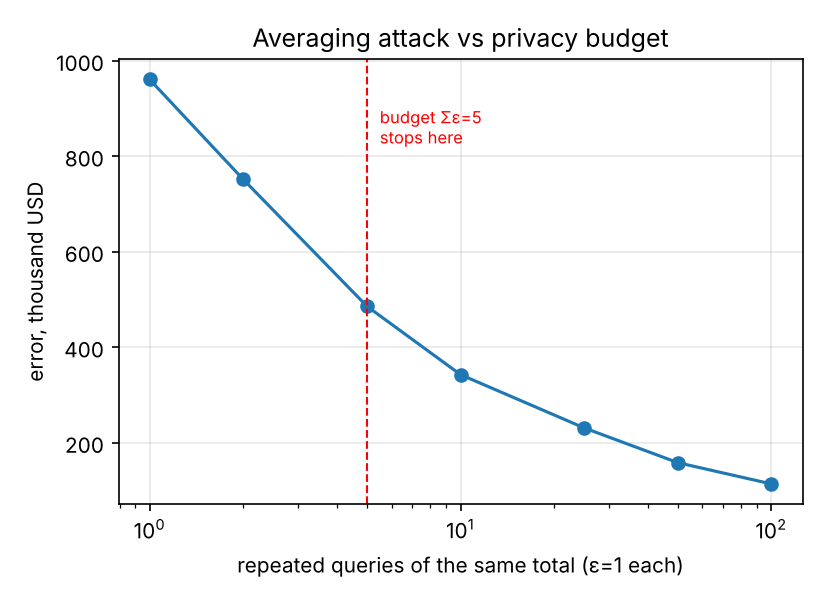 Averaging attack vs privacy budget
1000
800
600
400
200
error, thousand USD
budget Σε=5
stops here
10⁰
10¹
10²
repeated queries of the same total (ε=1 each)